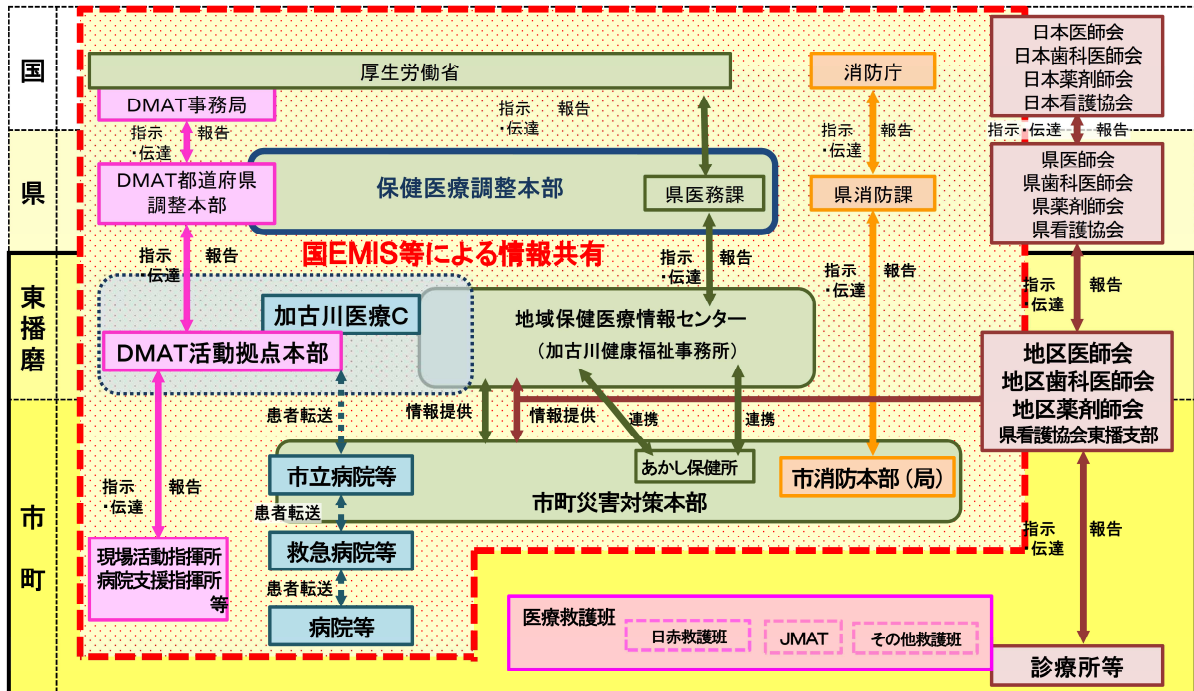 国
厚生労働省
消防庁
日本医師会
日本歯科医師会
日本薬剤師会
日本看護協会
DMAT事務局
指示
・伝達
報告
指示
・伝達
報告
指示
・伝達
報告
指示・伝達
報告
県
DMAT都道府県
調整本部
保健医療調整本部
県医務課
県消防課
県医師会
県歯科医師会
県薬剤師会
県看護協会
国EMIS等による情報共有
指示
・伝達
報告
指示
・伝達
報告
指示
・伝達
報告
指示
・伝達
報告
東
播
磨
加古川医療C
DMAT活動拠点本部
地域保健医療情報センター
(加古川健康福祉事務所)
地区医師会
地区歯科医師会
地区薬剤師会
県看護協会東播支部
患者転送
情報提供
情報提供
連携
連携
市
町
指示
・伝達
報告
市立病院等
あかし保健所
市消防本部(局)
市町災害対策本部
患者転送
指示
・伝達
報告
現場活動指揮所
病院支援指揮所
等
救急病院等
患者転送
病院等
医療救護班
日赤救護班
JMAT
その他救護班
診療所等